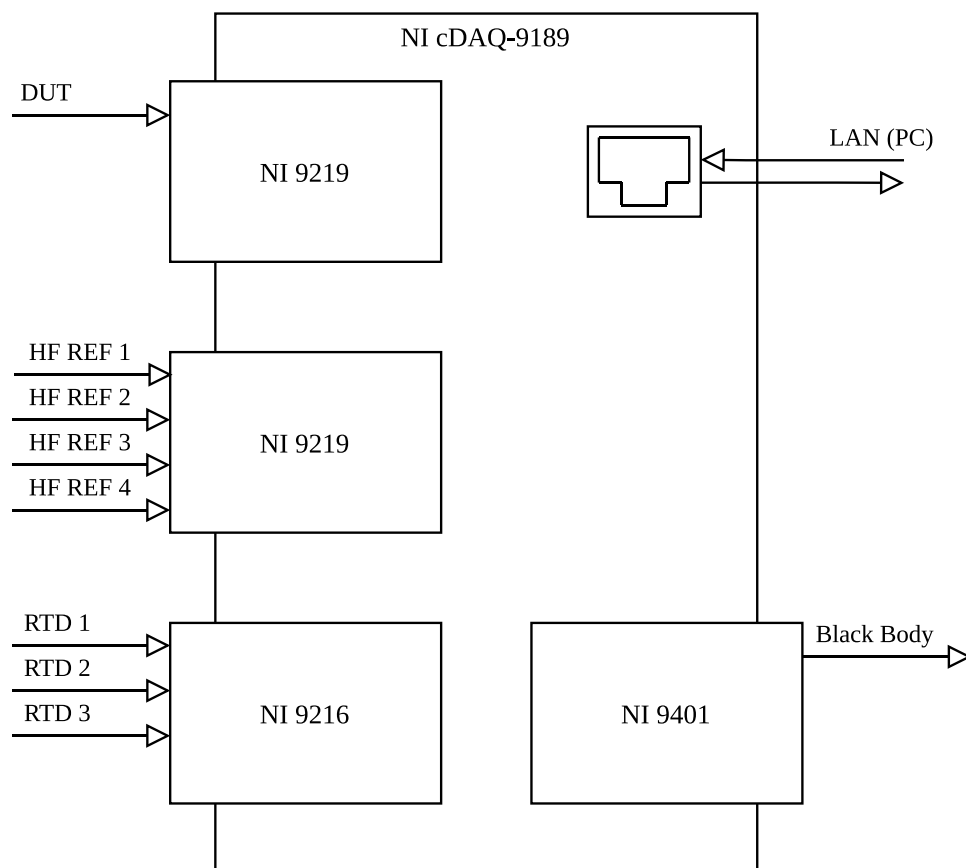 NI cDAQ-9189
DUT
NI 9219
LAN (PC)
HF REF 1
HF REF 2
HF REF 3
HF REF 4
NI 9219
RTD 1
RTD 2
RTD 3
NI 9216
NI 9401
Black Body